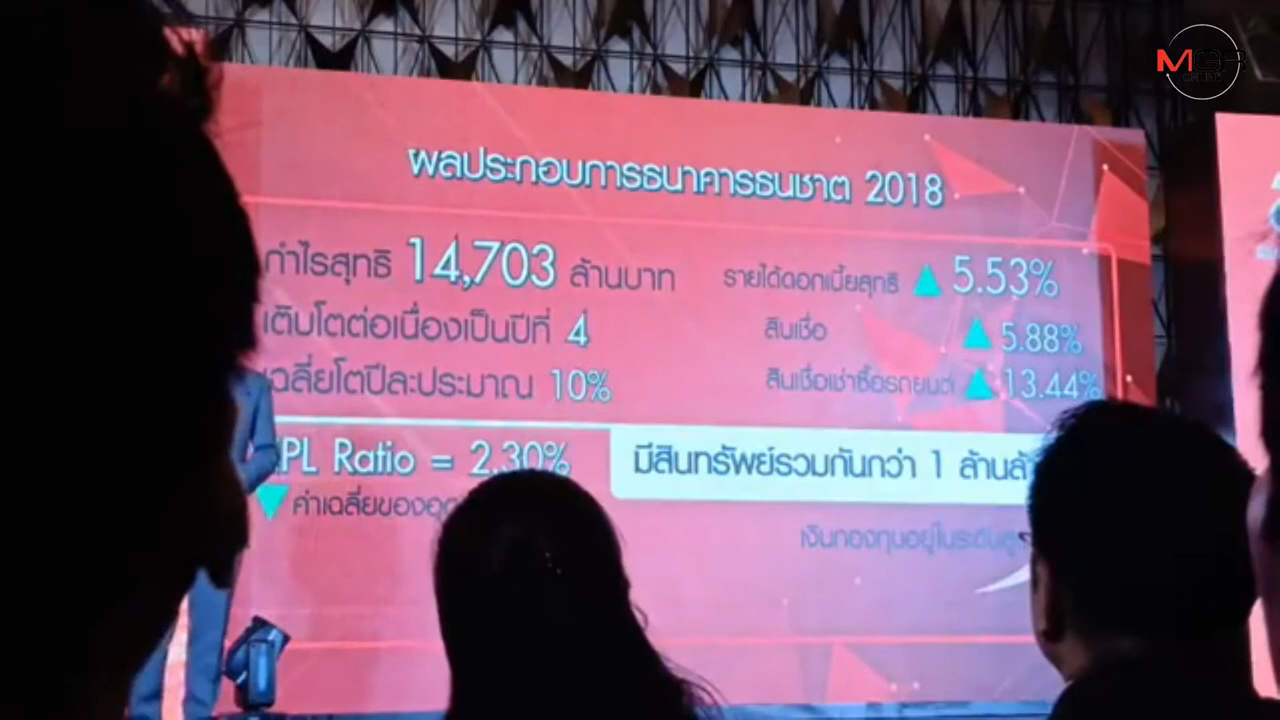 MGR
ONLINE
ผลประกอบการธนาคารธนชาต 2018
กำไรสุทธิ 14,703 ล้านบาท
เติบโตต่อเนื่องเป็นปีที่ 4
เฉลี่ยโตปีละประมาณ 10%
รายได้ดอกเบี้ยสุทธิ ▲ 5.53%
สินเชื่อ ▲ 5.88%
สินเชื่อเช่าซื้อรถยนต์ ▲ 13.44%
PL Ratio = 2.30%
▼ ค่าเฉลี่ยของ
มีสินทรัพย์รวมกันกว่า 1 ล้าน
เงินกองทุนอยู่ในระดับ